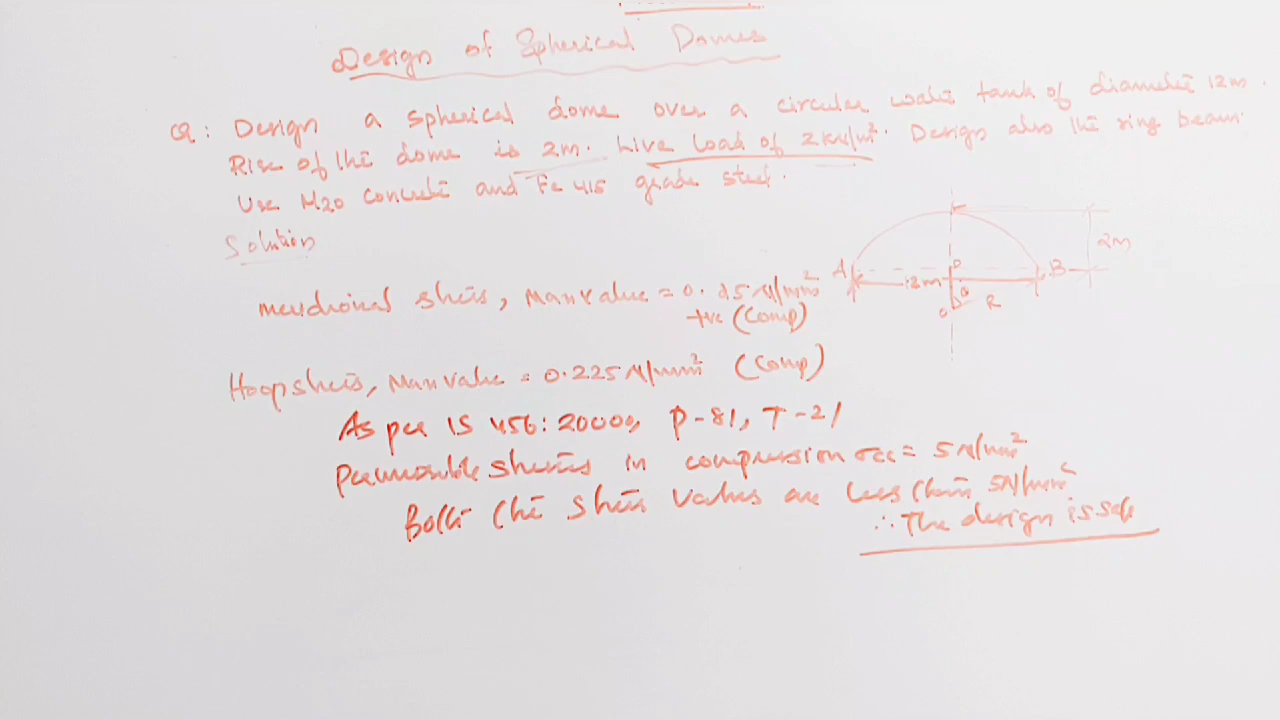 Design of Spherical Domes
Q: Design a spherical dome over a circular water tank of diameter 12m.
Rise of the dome is 2m. Live Load of 2KN/m². Design also the ring beam.
Use M20 concrete and Fe 415 grade steel.
Solution
2m
A B
12m
θ
O R
meridional stress, Max value = 0. N/mm²
+ve (Comp)
Hoop stress, Max value = 0.225 N/mm² (Comp)
As per IS 456:20000, P-81, T-21
Permissible stress in compression σcc = 5N/mm²
Both the stress values are less than 5N/mm²
∴ The design is safe